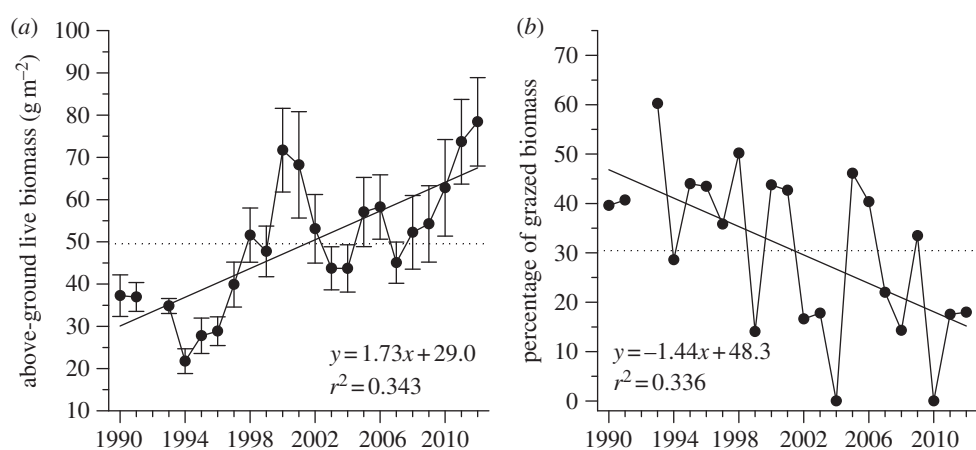 (a)
100
90
80
70
60
50
40
30
20
10
above-ground live biomass (g m⁻²)
y = 1.73x + 29.0
r² = 0.343
1990 1994 1998 2002 2006 2010
(b)
70
60
50
40
30
20
10
0
percentage of grazed biomass
y = –1.44x + 48.3
r² = 0.336
1990 1994 1998 2002 2006 2010